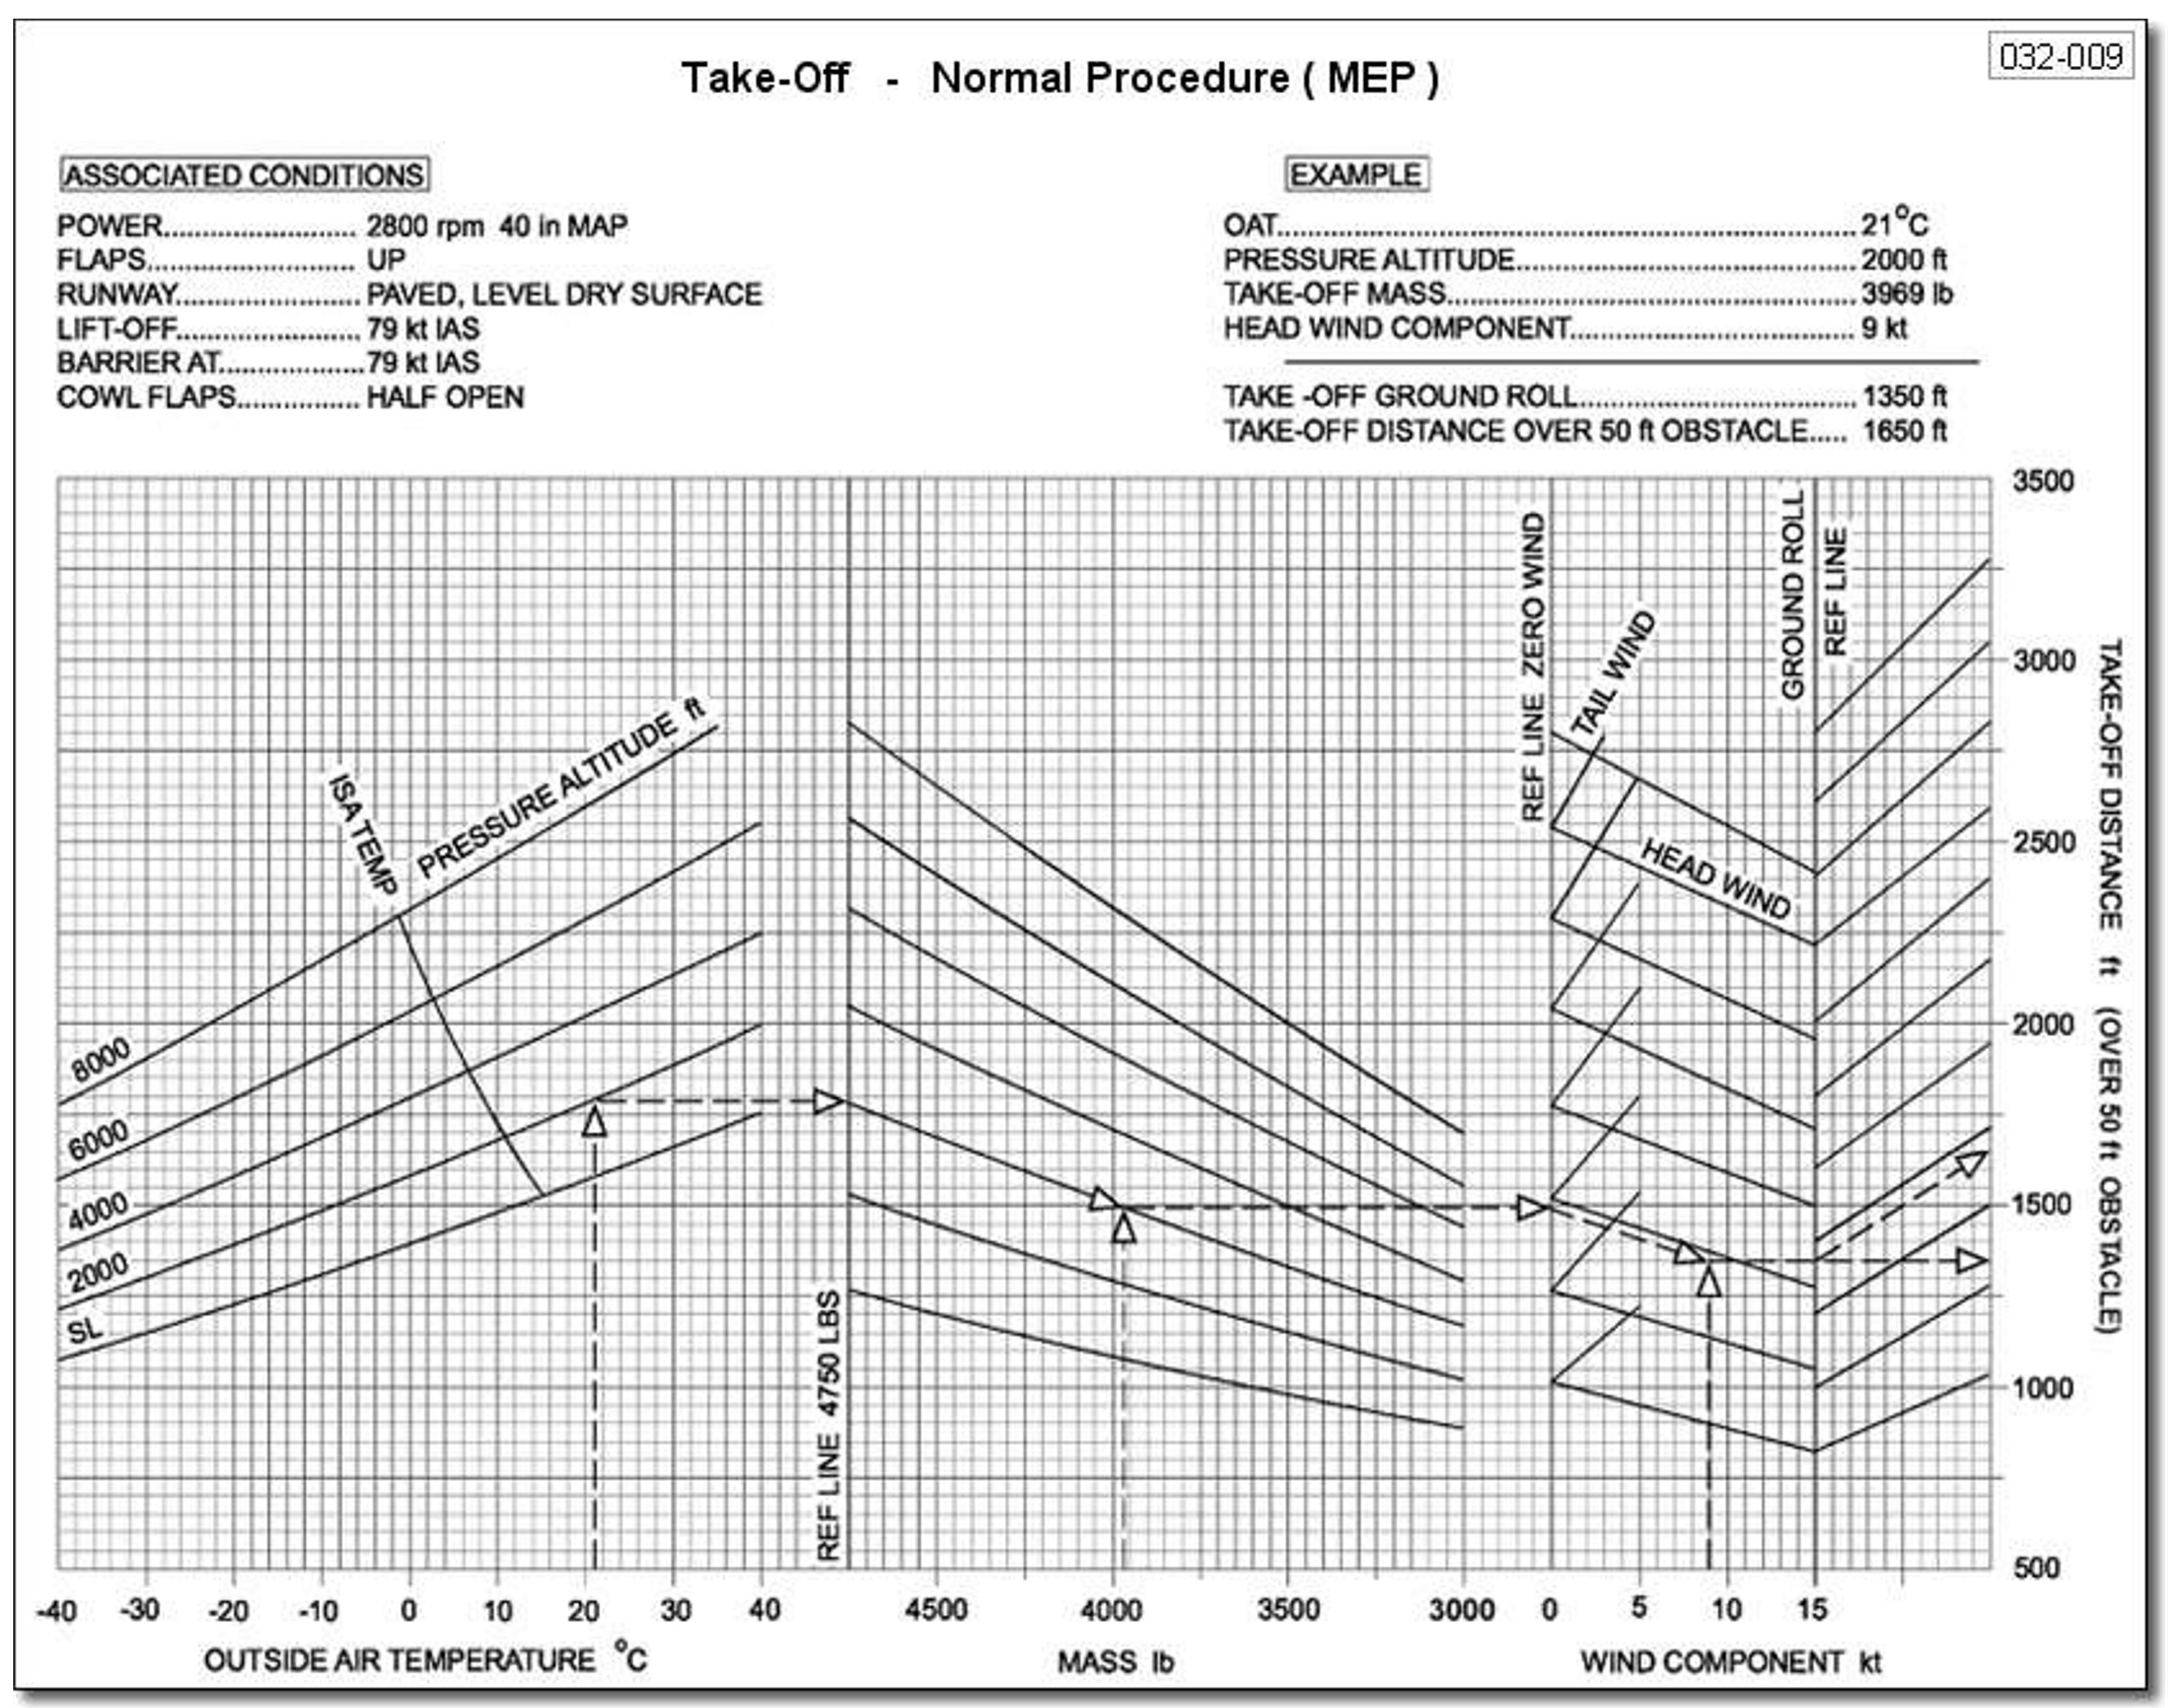 032-009
Take-Off - Normal Procedure ( MEP )
ASSOCIATED CONDITIONS
POWER......................... 2800 rpm 40 in MAP
FLAPS........................... UP
RUNWAY........................ PAVED, LEVEL DRY SURFACE
LIFT-OFF........................ 79 kt IAS
BARRIER AT...................79 kt IAS
COWL FLAPS................ HALF OPEN
EXAMPLE
OAT........................................................................... 21°C
PRESSURE ALTITUDE............................................ 2000 ft
TAKE-OFF MASS..................................................... 3969 lb
HEAD WIND COMPONENT..................................... 9 kt
TAKE -OFF GROUND ROLL.................................... 1350 ft
TAKE-OFF DISTANCE OVER 50 ft OBSTACLE..... 1650 ft
ISA TEMP
PRESSURE ALTITUDE ft
8000
6000
4000
2000
SL
REF LINE 4750 LBS
REF LINE ZERO WIND
TAIL WIND
HEAD WIND
GROUND ROLL
REF LINE
3500
3000
2500
2000
1500
1000
500
TAKE-OFF DISTANCE ft (OVER 50 ft OBSTACLE)
-40 -30 -20 -10 0 10 20 30 40 4500 4000 3500 3000 0 5 10 15
OUTSIDE AIR TEMPERATURE °C MASS lb WIND COMPONENT kt